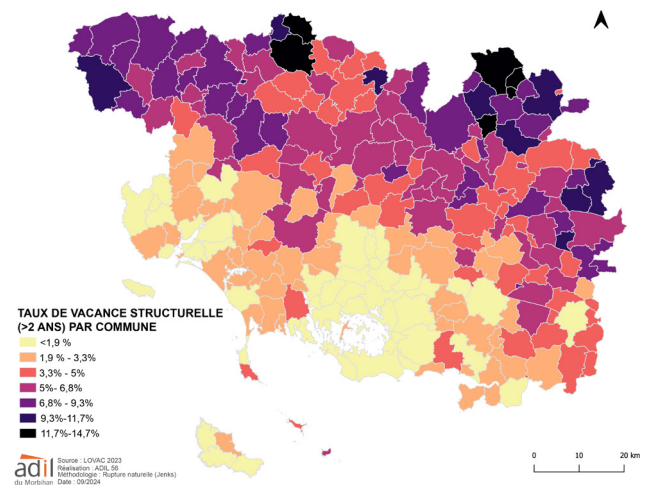 TAUX DE VACANCE STRUCTURELLE
(>2 ANS) PAR COMMUNE
<1,9 %
1,9 % - 3,3%
3,3% - 5%
5% - 6,8%
6,8% - 9,3%
9,3%-11,7%
11,7%-14,7%
adil
du Morbihan
Source : LOVAC 2023
Réalisation : ADIL 56
Méthodologie : Rupture naturelle (Jenks)
Date : 09/2024
0 10 20 km